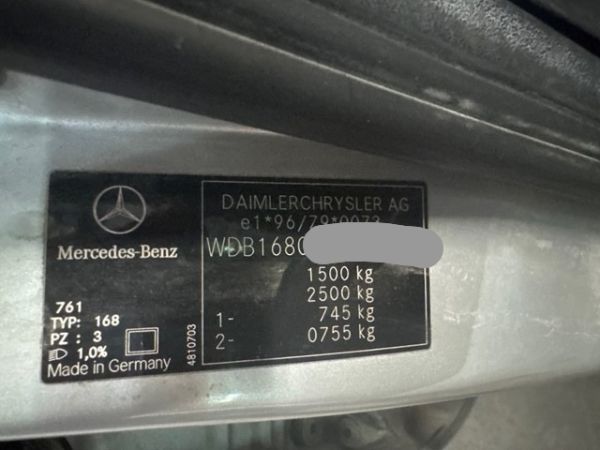 Mercedes-Benz
761
TYP: 168
PZ : 3
1,0%
Made in Germany
4810703
DAIMLERCHRYSLER AG
e1*96/79*0073
WDB1680
1500 kg
2500 kg
1- 745 kg
2- 0755 kg